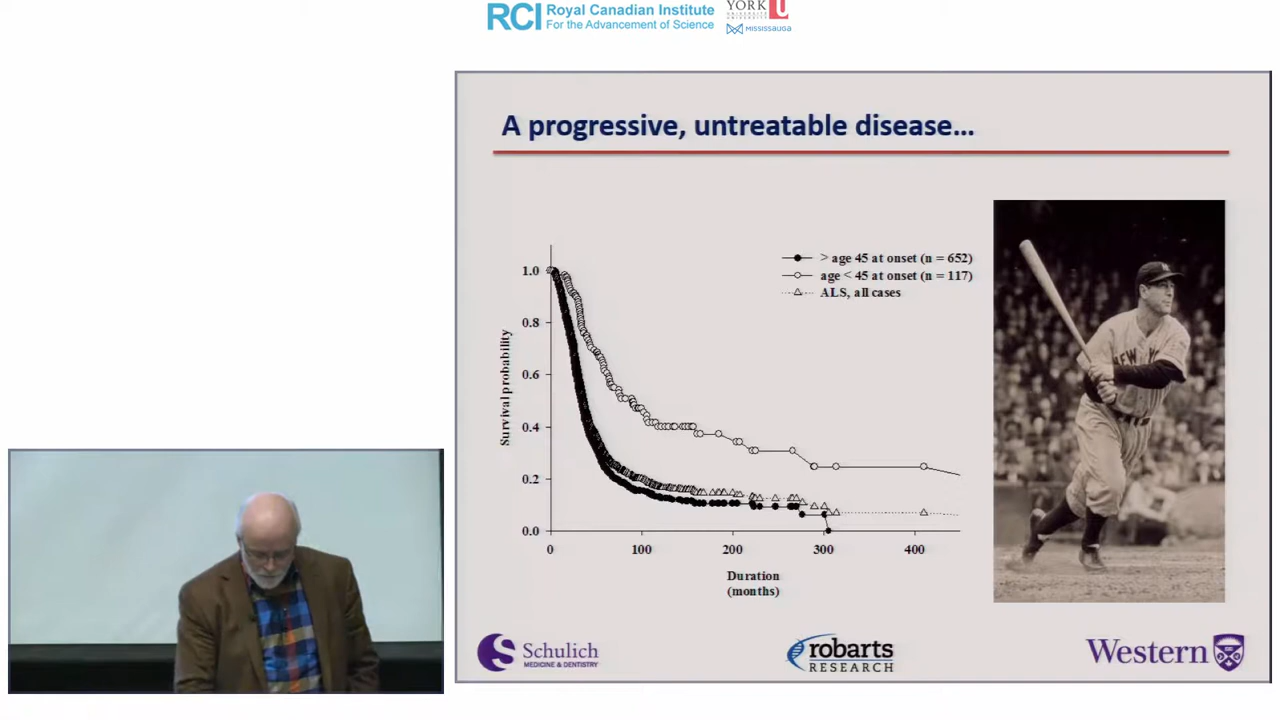 RCI Royal Canadian Institute
For the Advancement of Science
YORK U
UNIVERSITY
MISSISSAUGA
A progressive, untreatable disease...
> age 45 at onset (n = 652)
age < 45 at onset (n = 117)
ALS, all cases
Survival probability
1.0
0.8
0.6
0.4
0.2
0.0
0 100 200 300 400
Duration
(months)
NEW Y
Schulich
MEDICINE & DENTISTRY
robarts
RESEARCH
Western